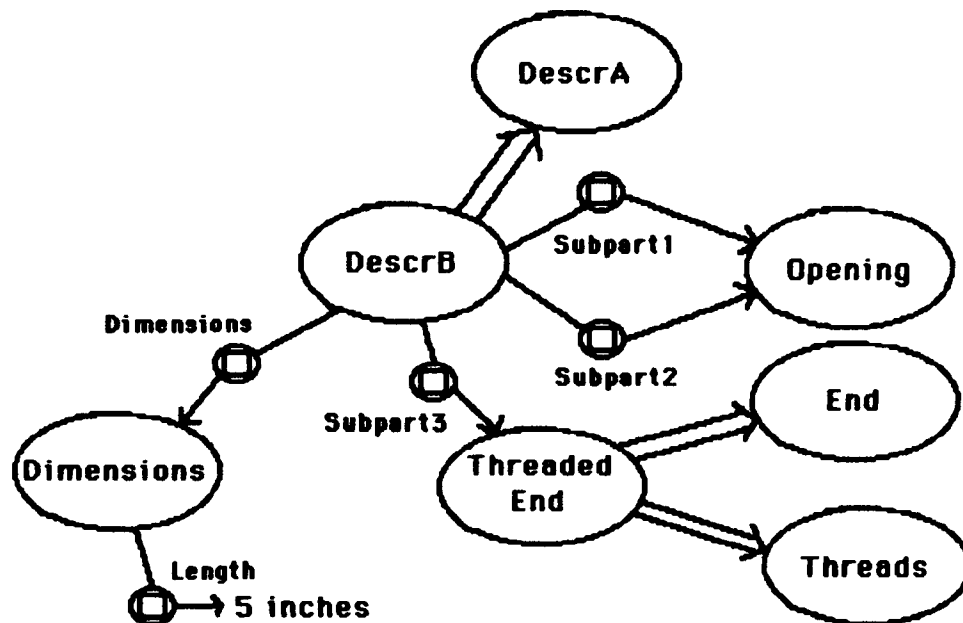 DescrA
DescrB
Subpart1
Opening
Dimensions
Subpart2
End
Subpart3
Dimensions
Threaded
End
Threads
Length
5 inches